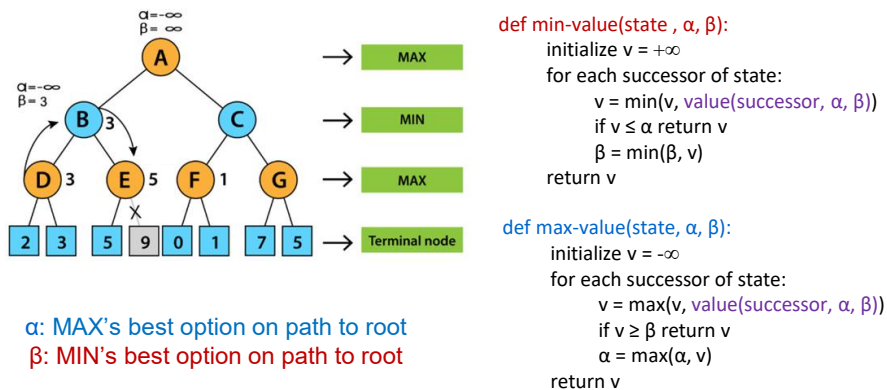 α=-∞
β= ∞
A
MAX
α=-∞
β= 3
B
3
C
MIN
D
3
E
5
F
1
G
MAX
X
2
3
5
9
0
1
7
5
Terminal node
α: MAX's best option on path to root
β: MIN's best option on path to root
def min-value(state , α, β):
initialize v = +∞
for each successor of state:
v = min(v, value(successor, α, β))
if v ≤ α return v
β = min(β, v)
return v
def max-value(state, α, β):
initialize v = -∞
for each successor of state:
v = max(v, value(successor, α, β))
if v ≥ β return v
α = max(α, v)
return v